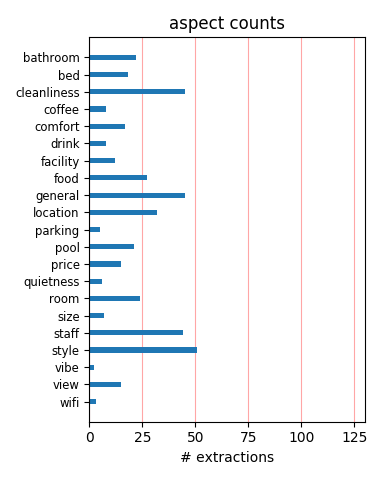 aspect counts
bathroom
bed
cleanliness
coffee
comfort
drink
facility
food
general
location
parking
pool
price
quietness
room
size
staff
style
vibe
view
wifi
0 25 50 75 100 125
# extractions